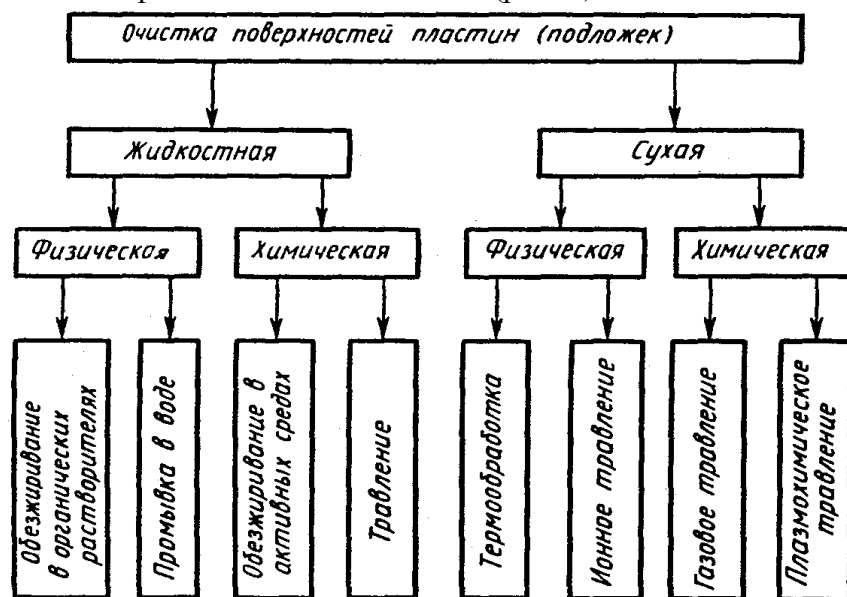 Очистка поверхностей пластин (подложек)
Жидкостная
Сухая
Физическая
Химическая
Физическая
Химическая
Обезжиривание
в органических
растворителях
Промывка в воде
Обезжиривание в
активных средах
Травление
Термообработка
Ионное травление
Газовое травление
Плазмохимическое
травление